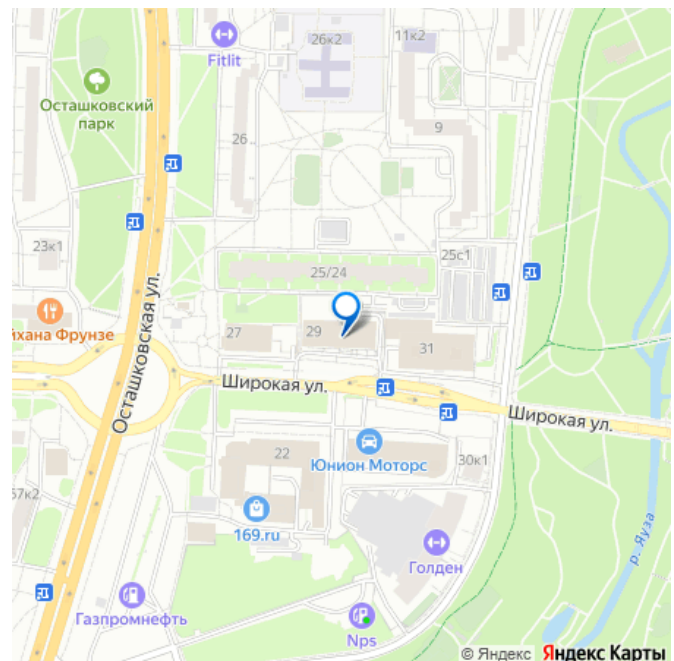 26к2
11к2
Fitlit
Осташковский
парк
9
26
23к1
25с1
25/24
йхана Фрунзе
27
29
31
Осташковская ул.
Широкая ул.
Широкая ул.
22
Юнион Моторс
30к1
57к2
169.ru
Голден
р. Яуза
Газпромнефть
Nps
© Яндекс Яндекс Карты